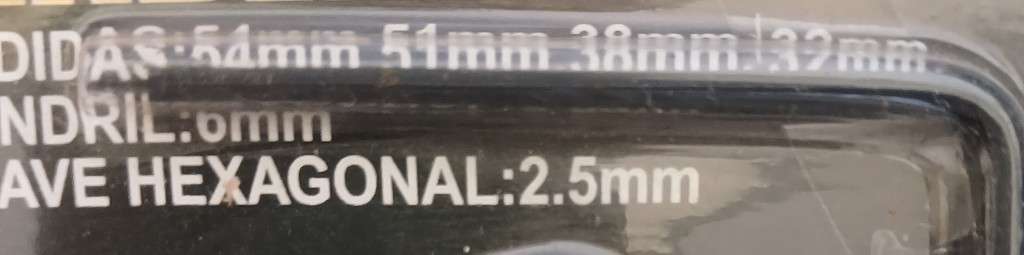 DIDAS:54mm 51mm 38mm 32mm
NDRIL:6mm
AVE HEXAGONAL:2.5mm